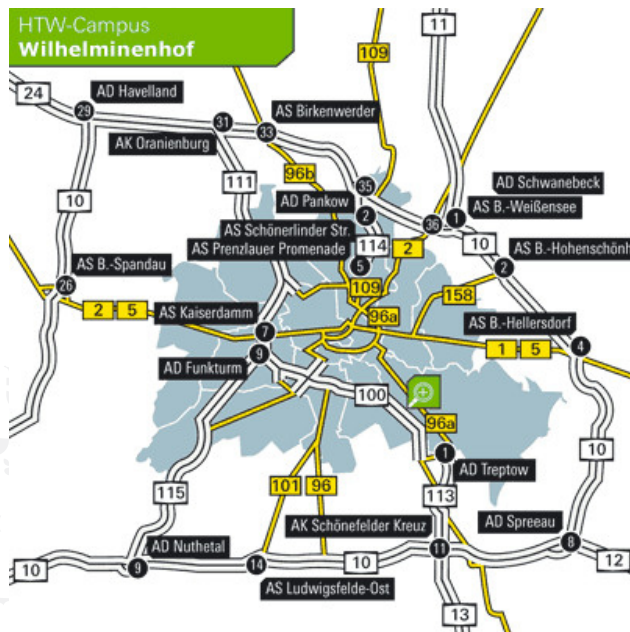 HTW-Campus
Wilhelminenhof
11
109
24
AD Havelland
29
31
AS Birkenwerder
33
AK Oranienburg
111
96b
35
AD Schwanebeck
10
AD Pankow
2
36
1
AS B.-Weißensee
AS Schönerlinder Str.
114
2
10
AS Prenzlauer Promenade
5
2
AS B.-Hohenschönh
AS B.-Spandau
26
109
158
2
5
AS Kaiserdamm
96a
AS B.-Hellersdorf
7
4
9
1
5
AD Funkturm
100
96a
1
10
AD Treptow
115
101
96
113
AK Schönefelder Kreuz
AD Spreeau
AD Nuthetal
11
8
10
9
14
10
12
AS Ludwigsfelde-Ost
13